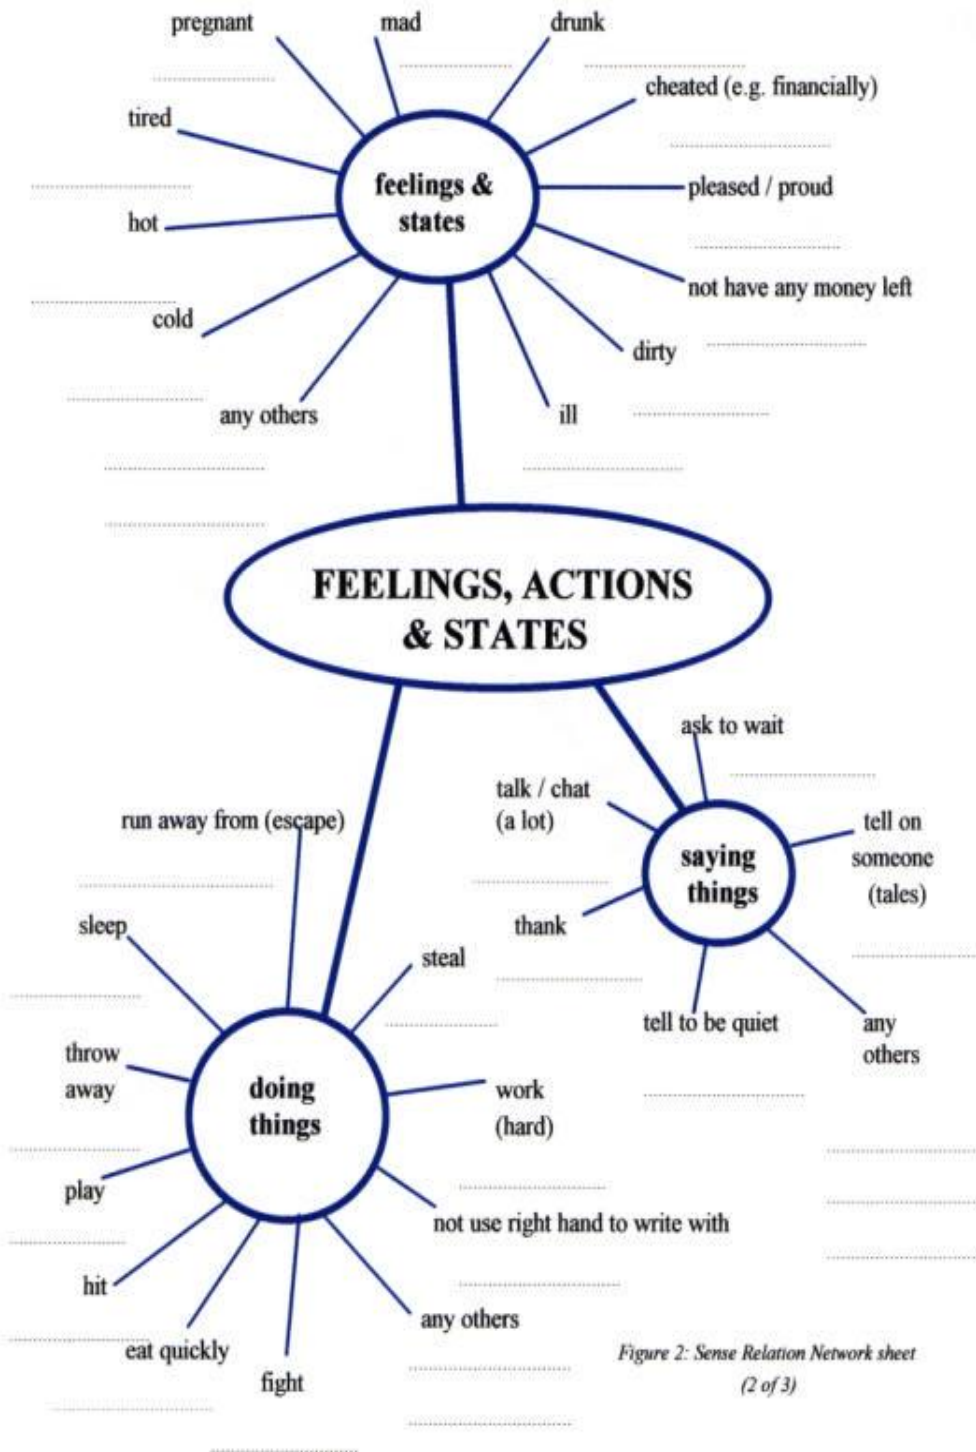 pregnant
mad
drunk
cheated (e.g. financially)
tired
feelings &
states
pleased / proud
hot
not have any money left
cold
dirty
any others
ill
FEELINGS, ACTIONS
& STATES
ask to wait
talk / chat
(a lot)
tell on
someone
(tales)
saying
things
thank
tell to be quiet
any
others
run away from (escape)
sleep
steal
throw
away
doing
things
work
(hard)
play
not use right hand to write with
hit
any others
eat quickly
fight
Figure 2: Sense Relation Network sheet
(2 of 3)